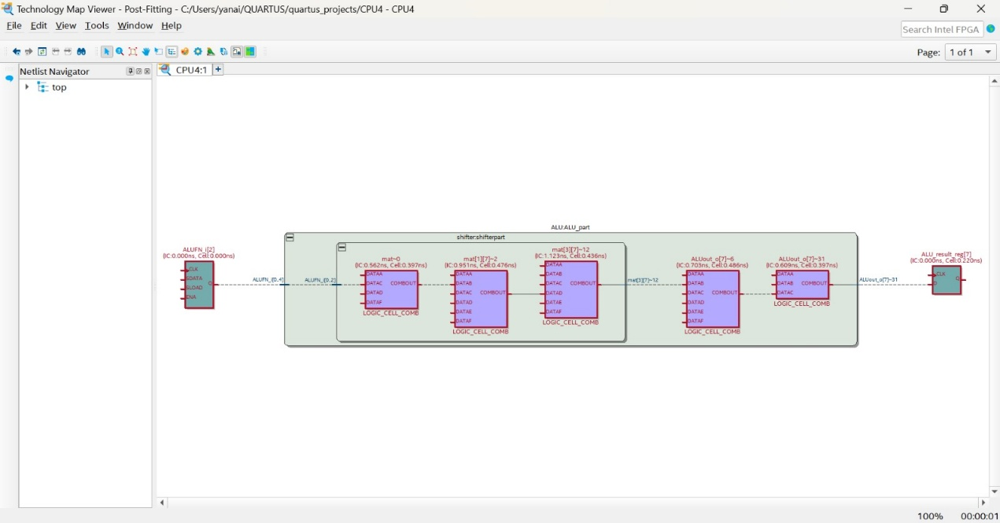 Technology Map Viewer - Post-Fitting - C:/Users/yanai/QUARTUS/quartus_projects/CPU4 - CPU4
File Edit View Tools Window Help
Search Intel FPGA
Page: 1 of 1
Netlist Navigator
CPU4:1
top
ALU:ALU_part
shifter:shifterpart
ALUFN_i[2]
(IC:0.000ns, Cell:0.000ns)
CLK
SDATA
SLOAD
ENA
Q
ALUFN_i[0..4]
ALUFN_i[0..2]
mat~0
(IC:0.562ns, Cell:0.397ns)
DATAA
DATAC
DATAD
DATAF
COMBOUT
LOGIC_CELL_COMB
mat[1][7]~2
(IC:0.951ns, Cell:0.476ns)
DATAA
DATAB
DATAC
DATAD
DATAE
DATAF
COMBOUT
LOGIC_CELL_COMB
mat[3][7]~12
(IC:1.123ns, Cell:0.436ns)
DATAA
DATAB
DATAC
DATAD
DATAE
DATAF
COMBOUT
LOGIC_CELL_COMB
mat[3][7]~12
ALUout_o[7]~6
(IC:0.703ns, Cell:0.486ns)
DATAA
DATAB
DATAC
DATAD
DATAE
DATAF
COMBOUT
LOGIC_CELL_COMB
ALUout_o[7]~31
(IC:0.609ns, Cell:0.397ns)
DATAA
DATAB
DATAC
COMBOUT
LOGIC_CELL_COMB
ALUout_o[7]~31
ALU_result_reg[7]
(IC:0.000ns, Cell:0.220ns)
CLK
D
Q
100% 00:00:01